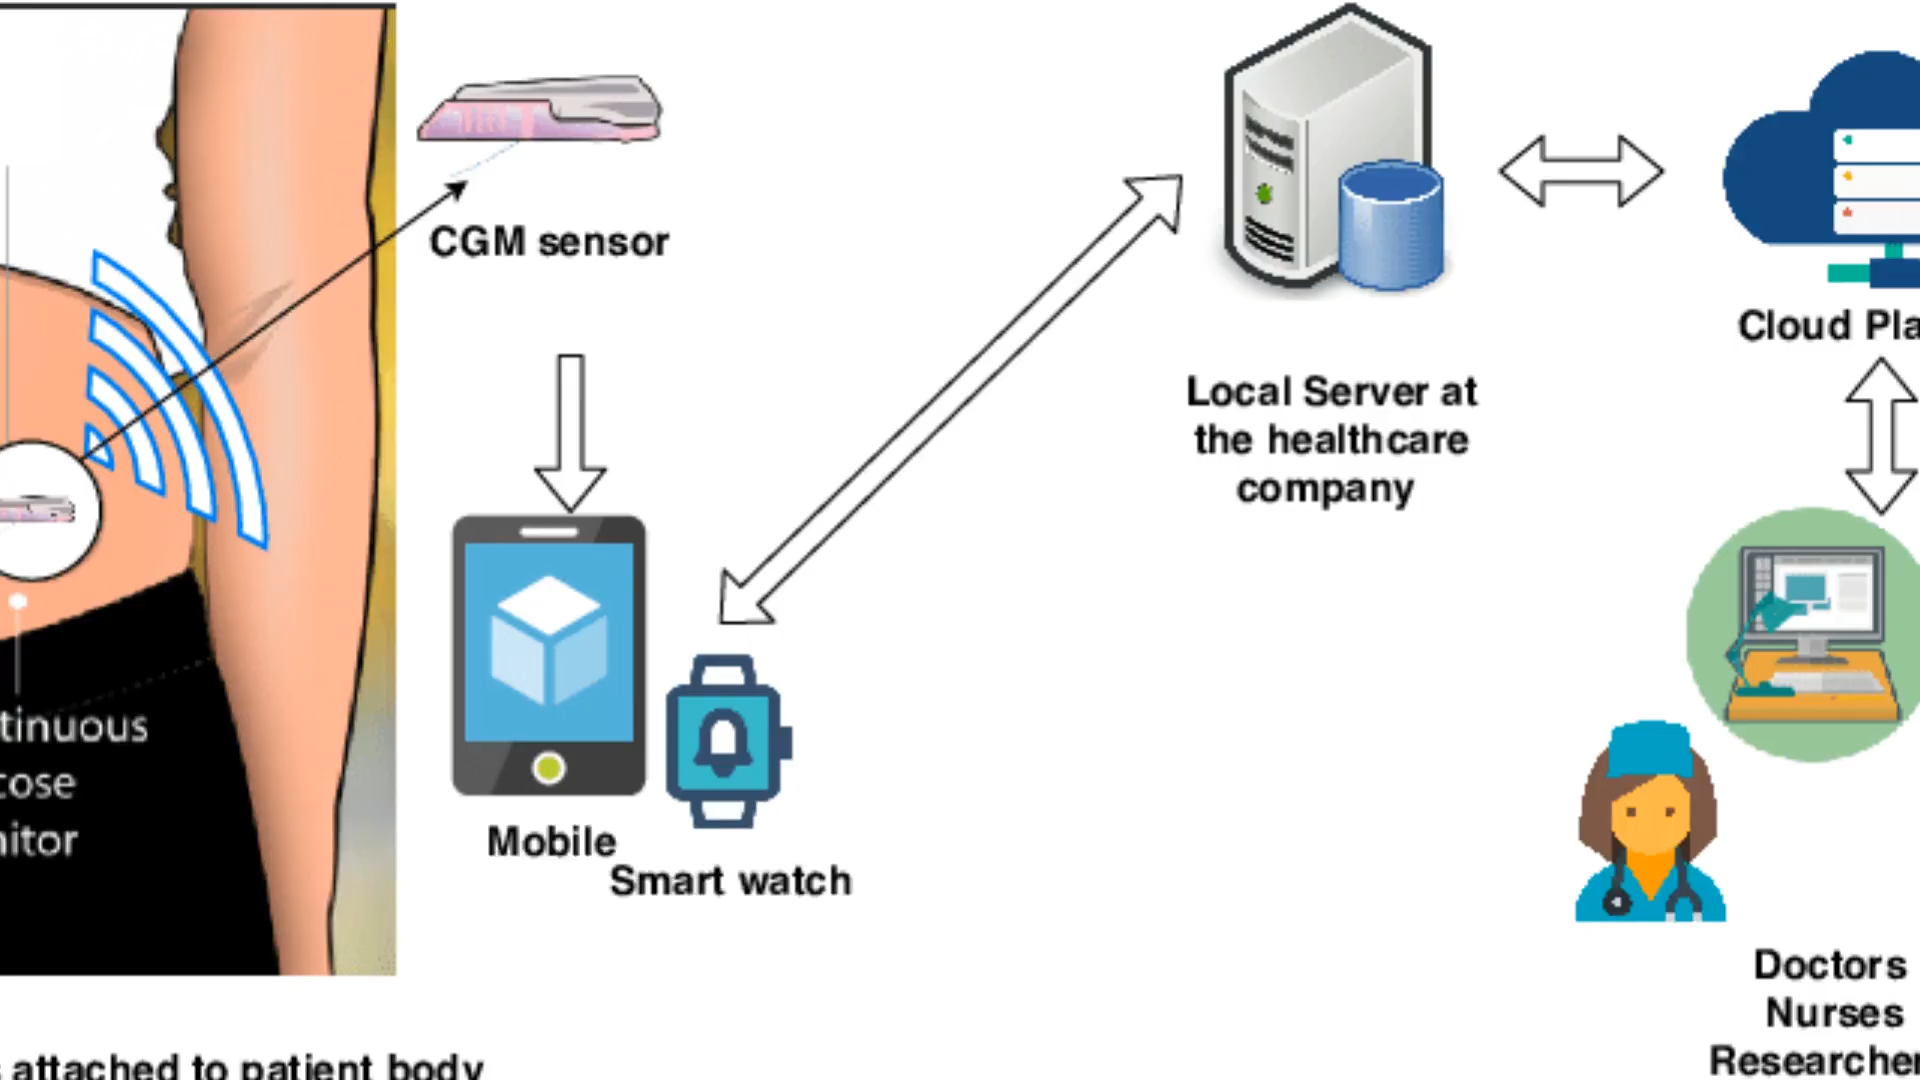 CGM sensor
Cloud Pla
Local Server at
the healthcare
company
tinuous
cose
nitor
Mobile
Smart watch
Doctors
Nurses
Researcher
attached to patient body